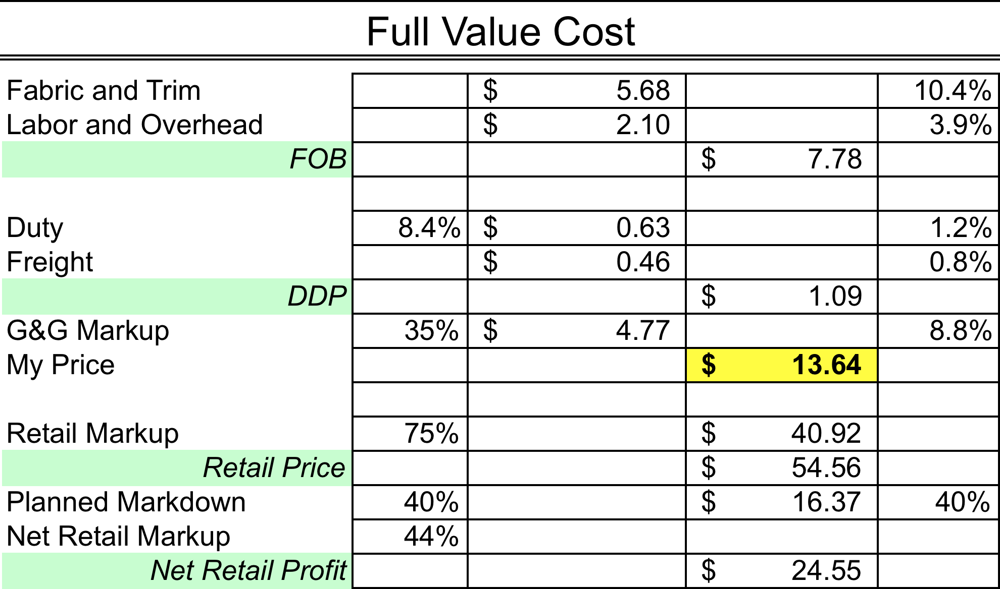 Full Value Cost
Fabric and Trim $ 5.68 10.4%
Labor and Overhead $ 2.10 3.9%
FOB $ 7.78
Duty 8.4% $ 0.63 1.2%
Freight $ 0.46 0.8%
DDP $ 1.09
G&G Markup 35% $ 4.77 8.8%
My Price $ 13.64
Retail Markup 75% $ 40.92
Retail Price $ 54.56
Planned Markdown 40% $ 16.37 40%
Net Retail Markup 44%
Net Retail Profit $ 24.55